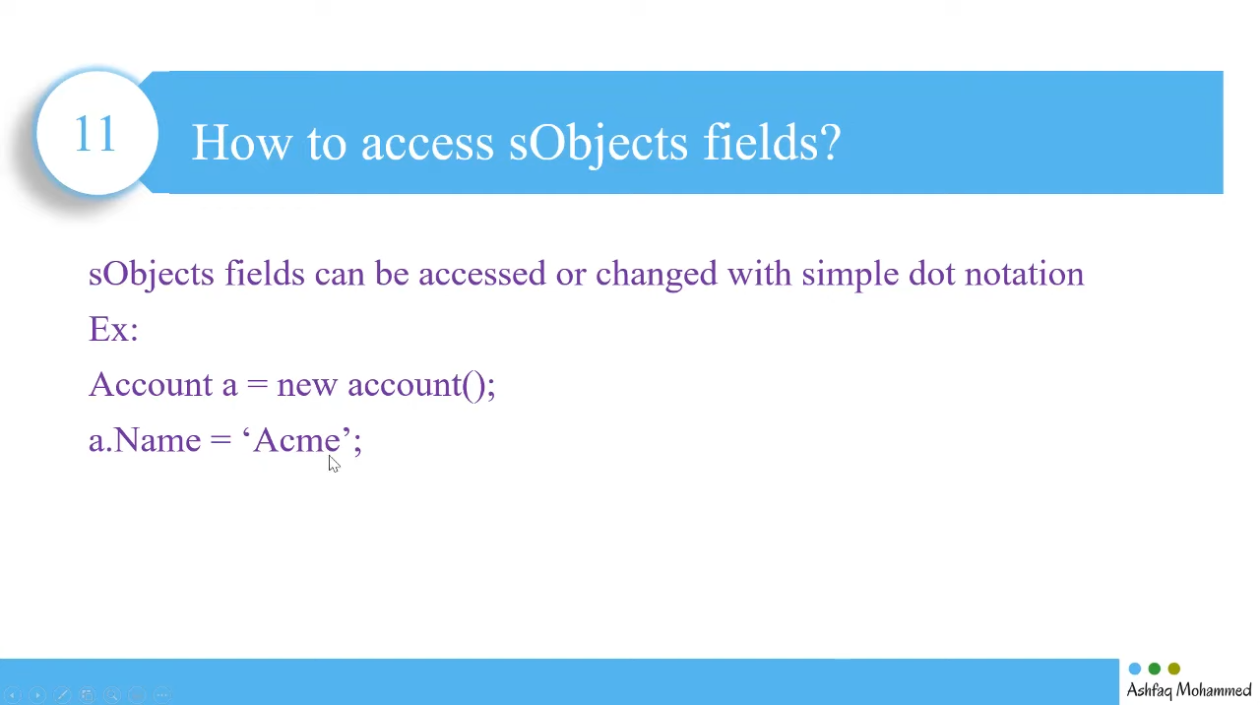 11
How to access sObjects fields?
sObjects fields can be accessed or changed with simple dot notation
Ex:
Account a = new account();
a.Name = ‘Acme’;
Ashfaq Mohammed